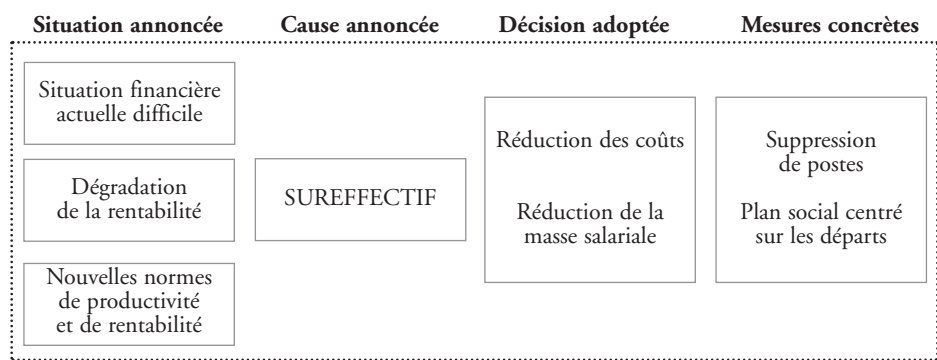 Situation annoncée
Cause annoncée
Décision adoptée
Mesures concrètes
Situation financière
actuelle difficile
Dégradation
de la rentabilité
Nouvelles normes
de productivité
et de rentabilité
SUREFFECTIF
Réduction des coûts
Réduction de la
masse salariale
Suppression
de postes
Plan social centré
sur les départs